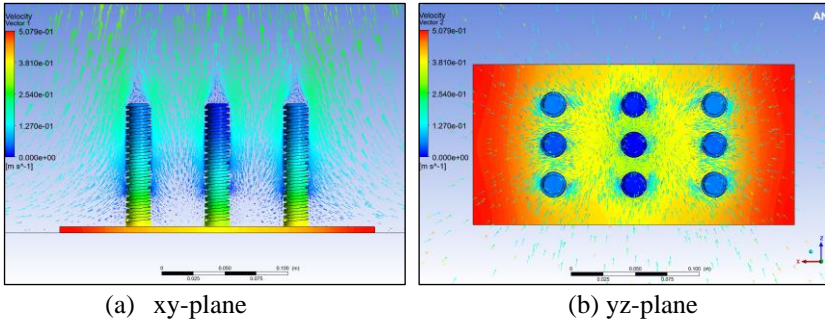 Velocity
Vector 1
5.079e-01
3.810e-01
2.540e-01
1.270e-01
0.000e+00
[m s^-1]
0 0.050 0.100 (m)
0.025 0.075
Velocity
Vector 2
5.079e-01
3.810e-01
2.540e-01
1.270e-01
0.000e+00
[m s^-1]
AN
0 0.050 0.100 (m)
0.025 0.075
Z
X
(a) xy-plane
(b) yz-plane